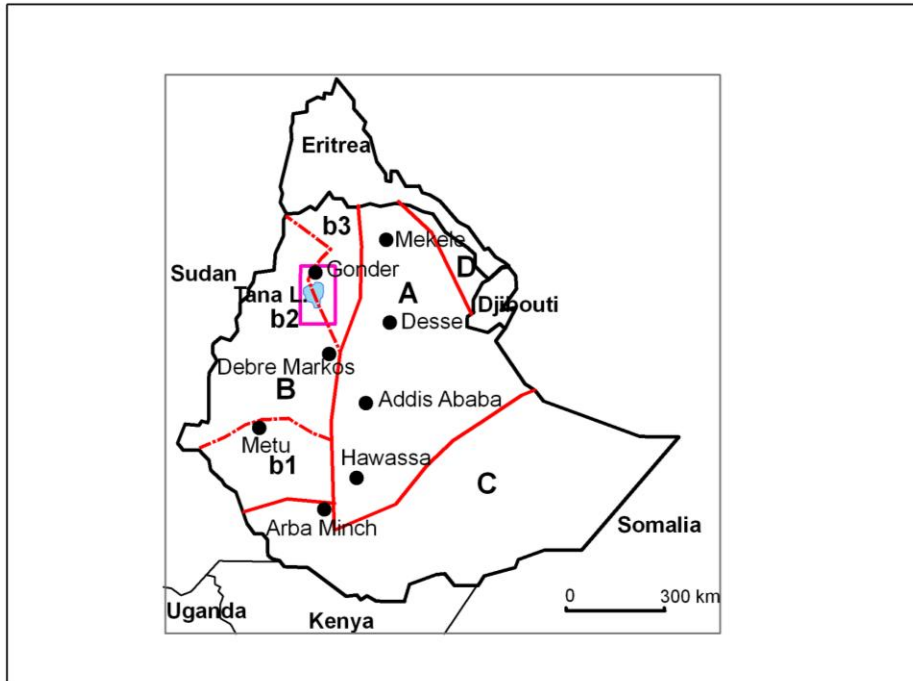 Eritrea
b3
Mekele
Sudan
Gonder
D
Tana L.
A
Djibouti
b2
Desse
Debre Markos
B
Addis Ababa
Metu
b1
Hawassa
C
Arba Minch
Somalia
0 300 km
Uganda
Kenya